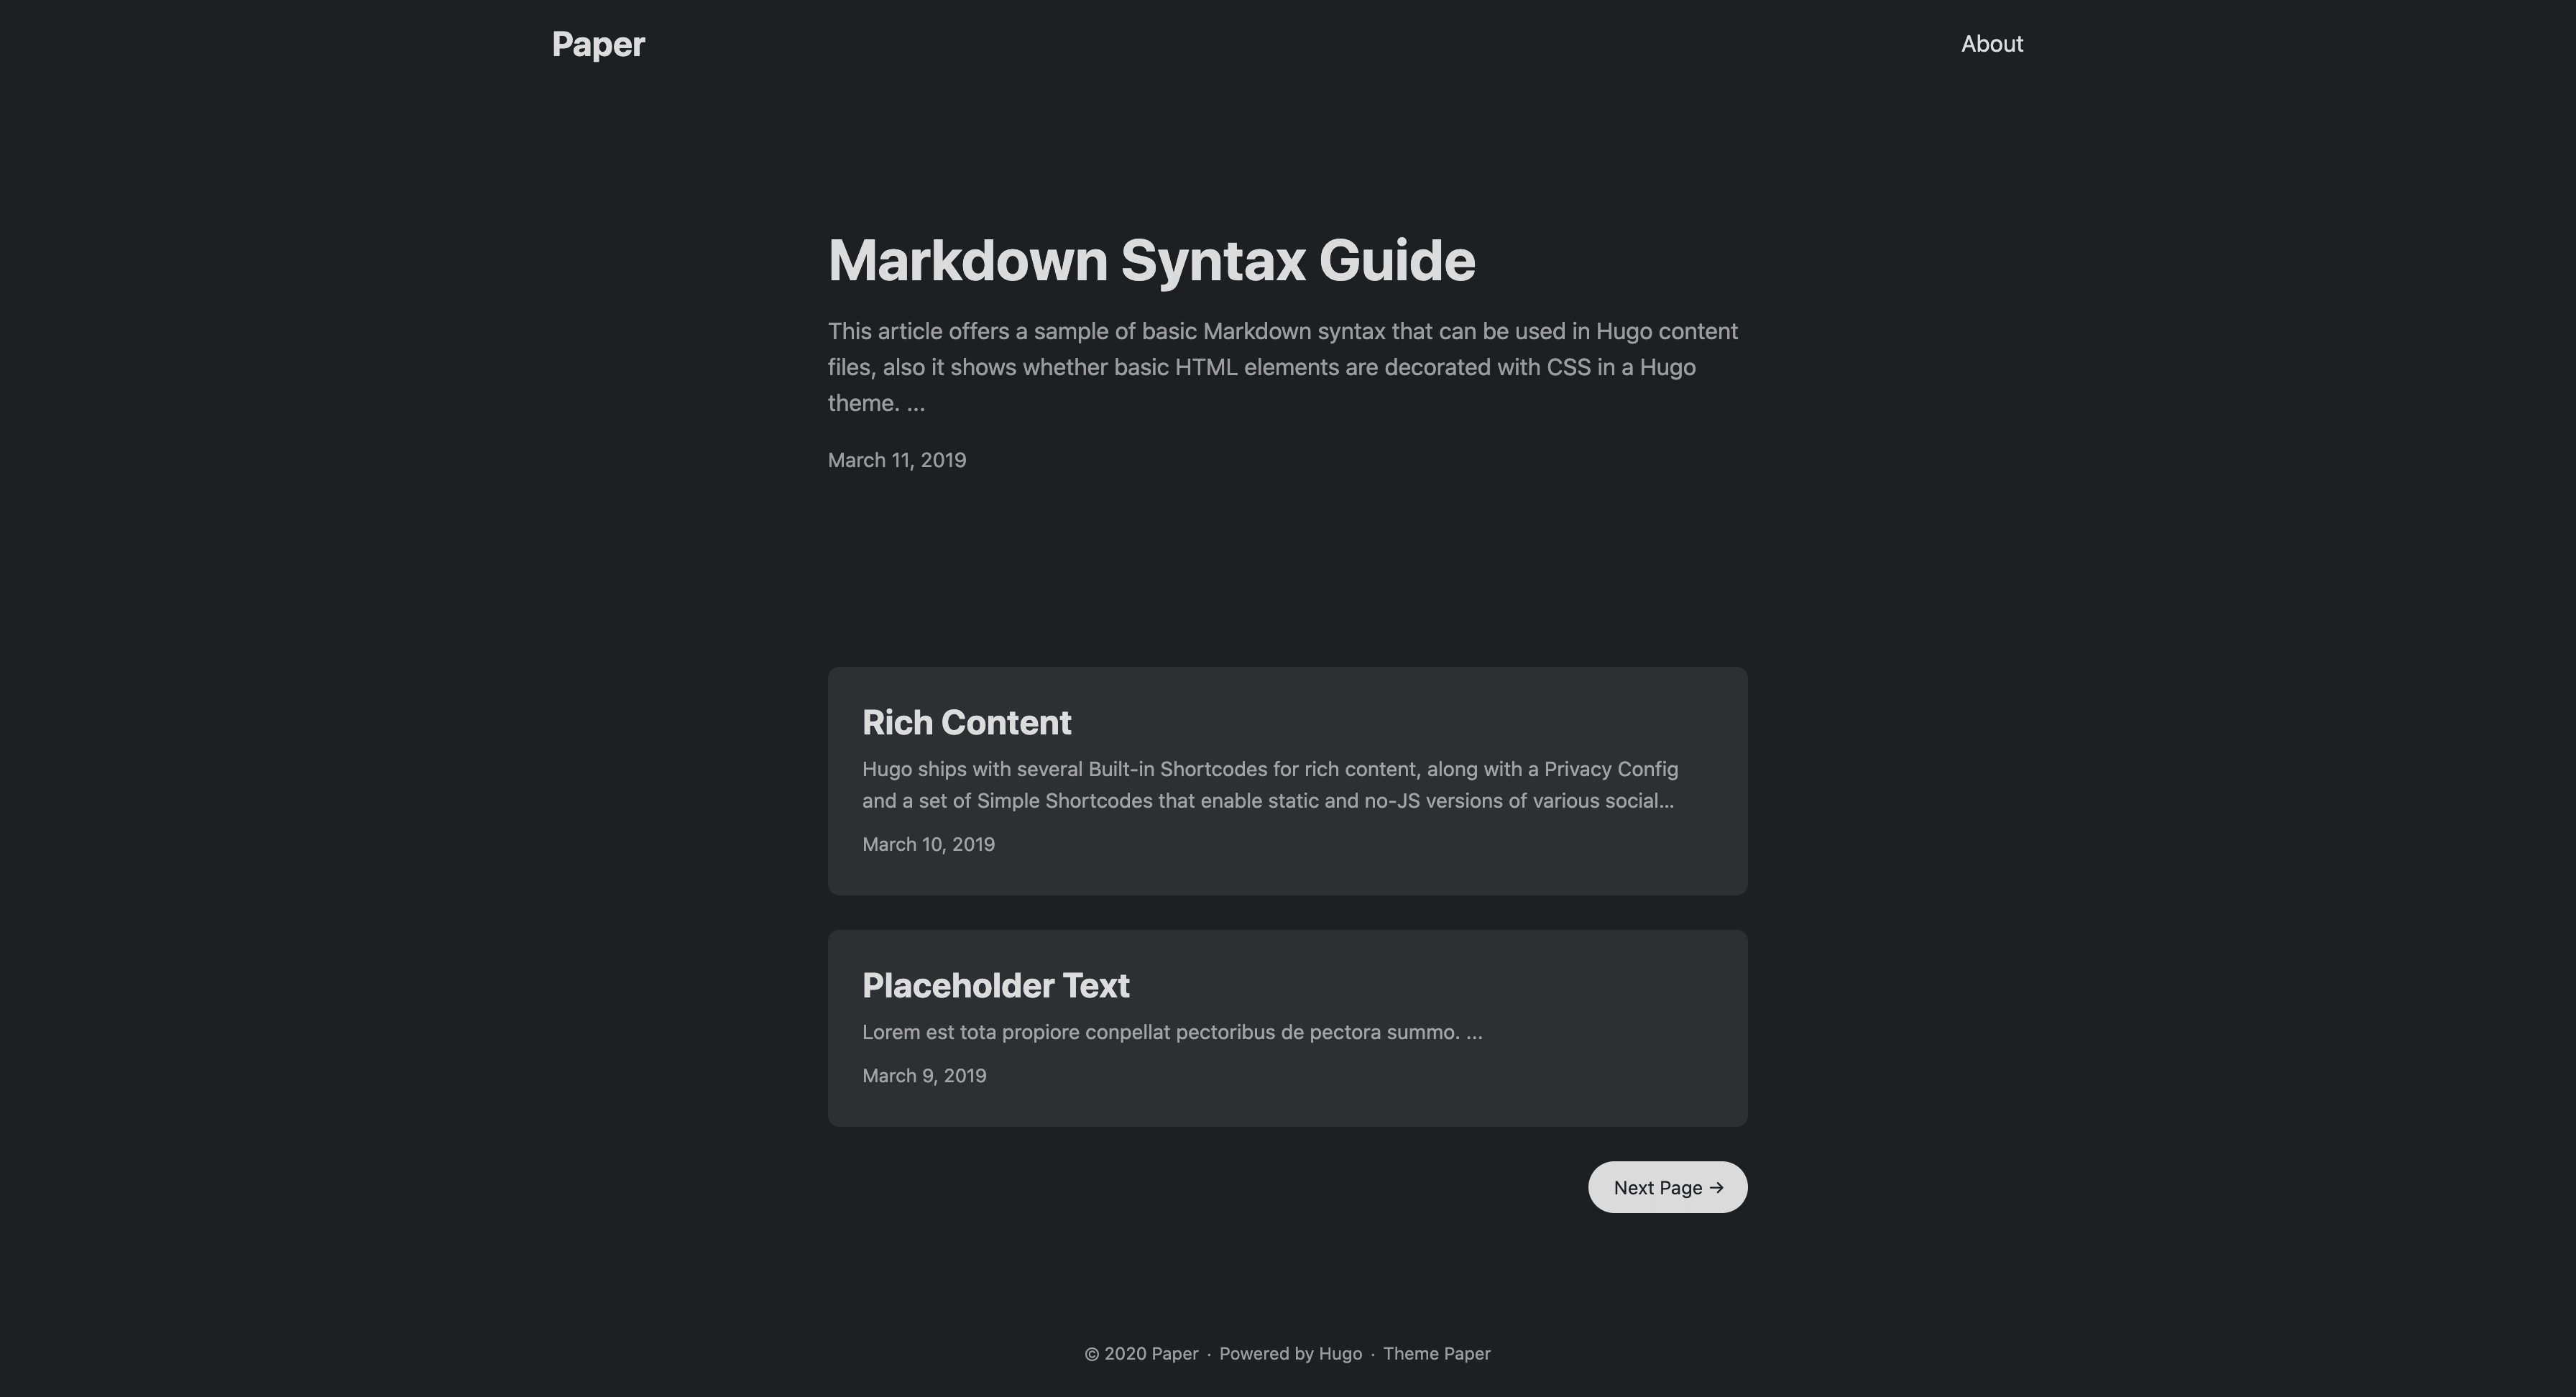 Paper
About
Markdown Syntax Guide
This article offers a sample of basic Markdown syntax that can be used in Hugo content
files, also it shows whether basic HTML elements are decorated with CSS in a Hugo
theme. ...
March 11, 2019
Rich Content
Hugo ships with several Built-in Shortcodes for rich content, along with a Privacy Config
and a set of Simple Shortcodes that enable static and no-JS versions of various social...
March 10, 2019
Placeholder Text
Lorem est tota propiore conpellat pectoribus de pectora summo. ...
March 9, 2019
Next Page →
© 2020 Paper · Powered by Hugo · Theme Paper